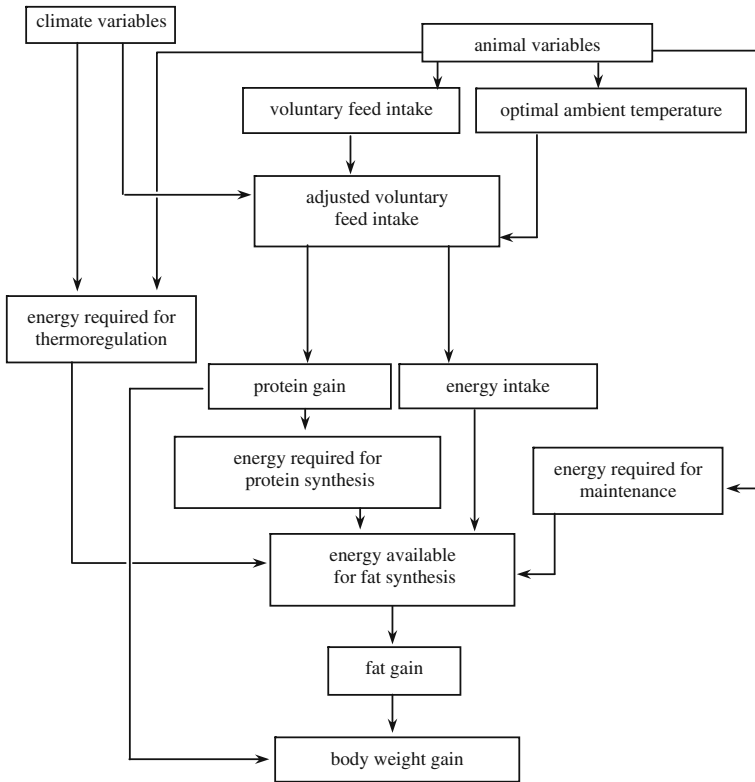 climate variables
animal variables
voluntary feed intake
optimal ambient temperature
adjusted voluntary
feed intake
energy required for
thermoregulation
protein gain
energy intake
energy required for
protein synthesis
energy required for
maintenance
energy available
for fat synthesis
fat gain
body weight gain